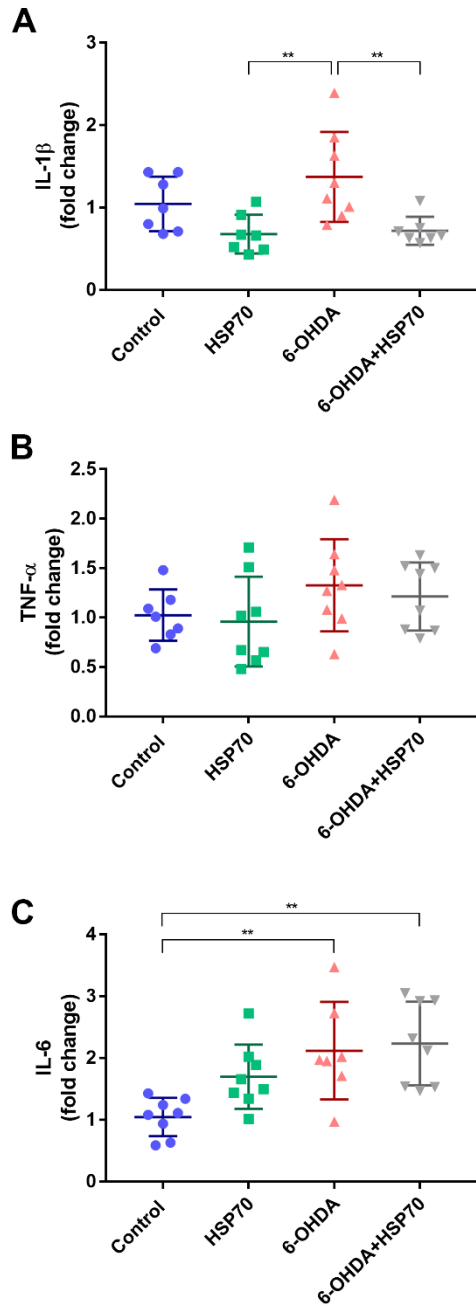 A
IL-1β
(fold change)
3
2
1
0
**
**
Control
HSP70
6-OHDA
6-OHDA+HSP70
B
TNF-α
(fold change)
2.5
2.0
1.5
1.0
0.5
0.0
Control
HSP70
6-OHDA
6-OHDA+HSP70
C
IL-6
(fold change)
4
3
2
1
0
**
**
Control
HSP70
6-OHDA
6-OHDA+HSP70